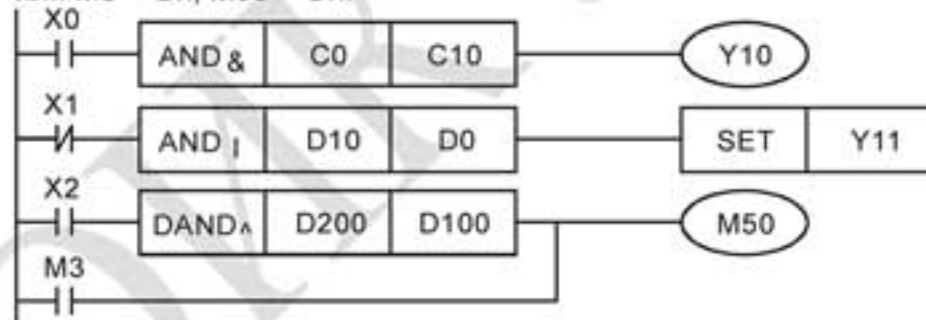 X0
AND & C0 C10 Y10
X1
AND | D10 D0 SET Y11
X2
DAND ^ D200 D100 M50
M3